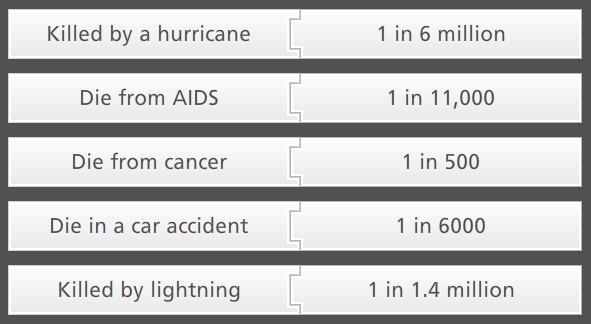 Killed by a hurricane 1 in 6 million
Die from AIDS 1 in 11,000
Die from cancer 1 in 500
Die in a car accident 1 in 6000
Killed by lightning 1 in 1.4 million